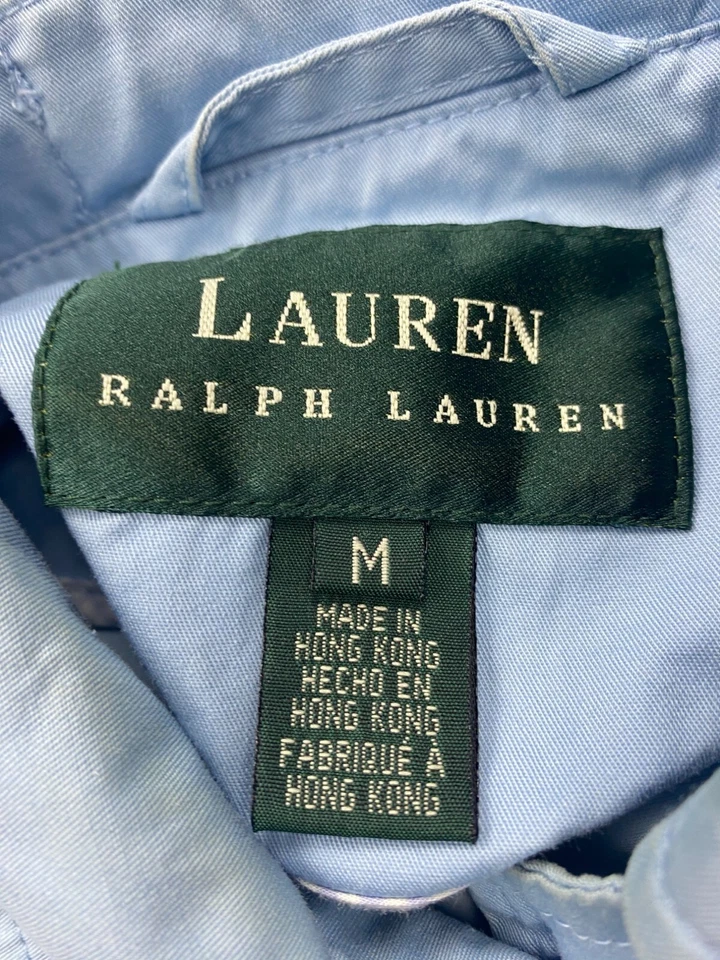 LAUREN
RALPH LAUREN
M
MADE IN
HONG KONG
HECHO EN
HONG KONG
FABRIQUÉ À
HONG KONG